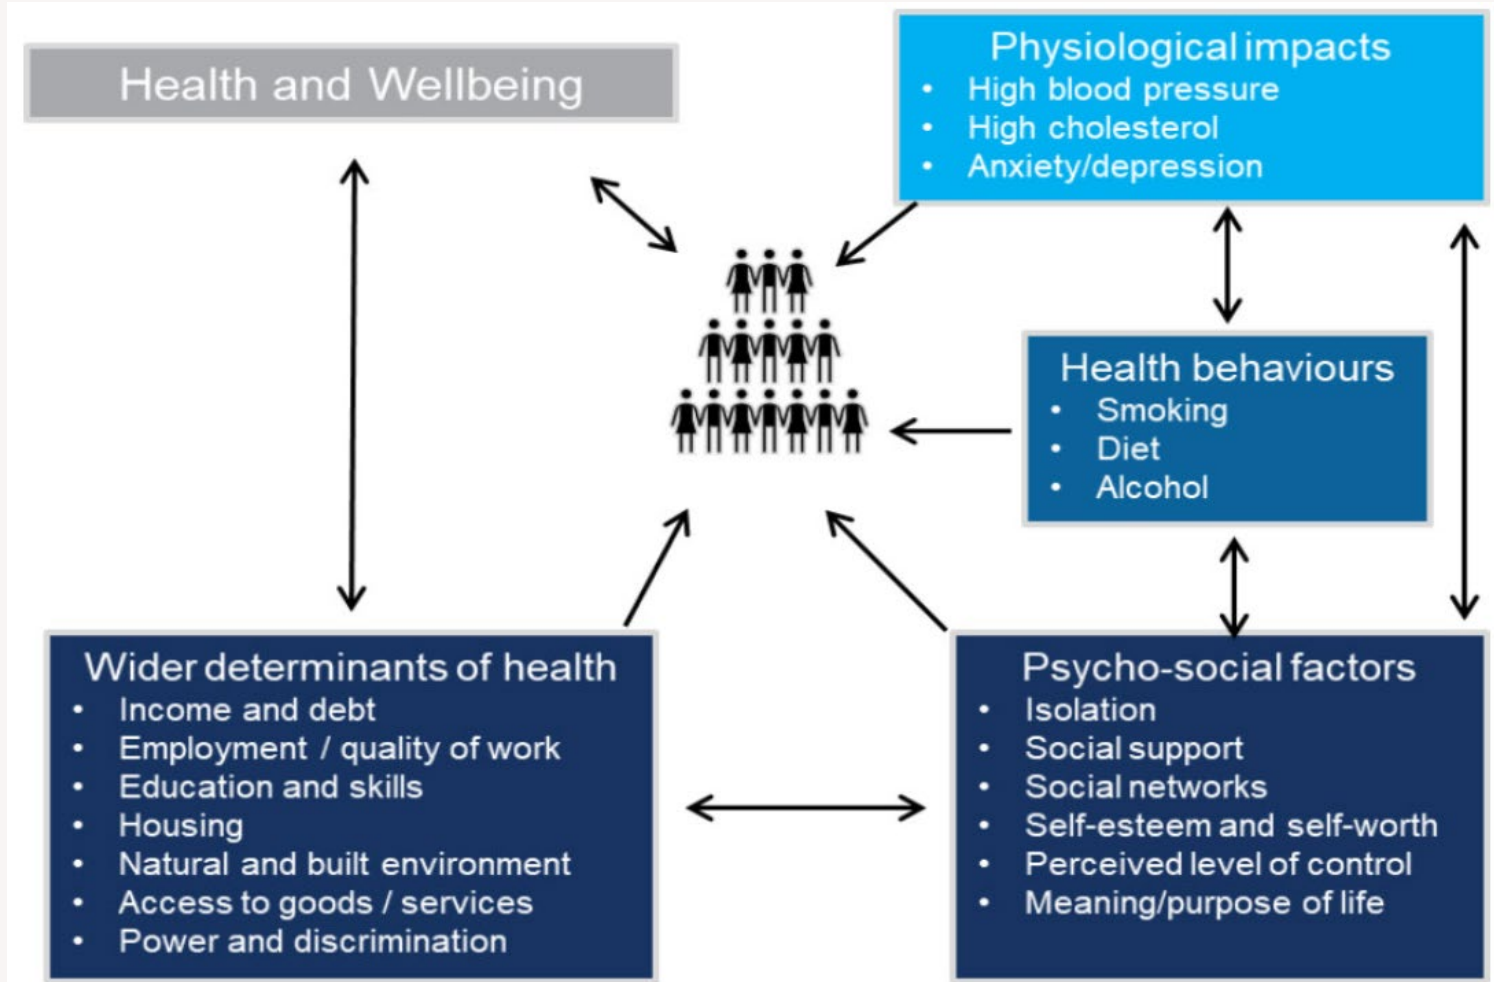 Health and Wellbeing
Physiological impacts
• High blood pressure
• High cholesterol
• Anxiety/depression
Health behaviours
• Smoking
• Diet
• Alcohol
Wider determinants of health
• Income and debt
• Employment / quality of work
• Education and skills
• Housing
• Natural and built environment
• Access to goods / services
• Power and discrimination
Psycho-social factors
• Isolation
• Social support
• Social networks
• Self-esteem and self-worth
• Perceived level of control
• Meaning/purpose of life